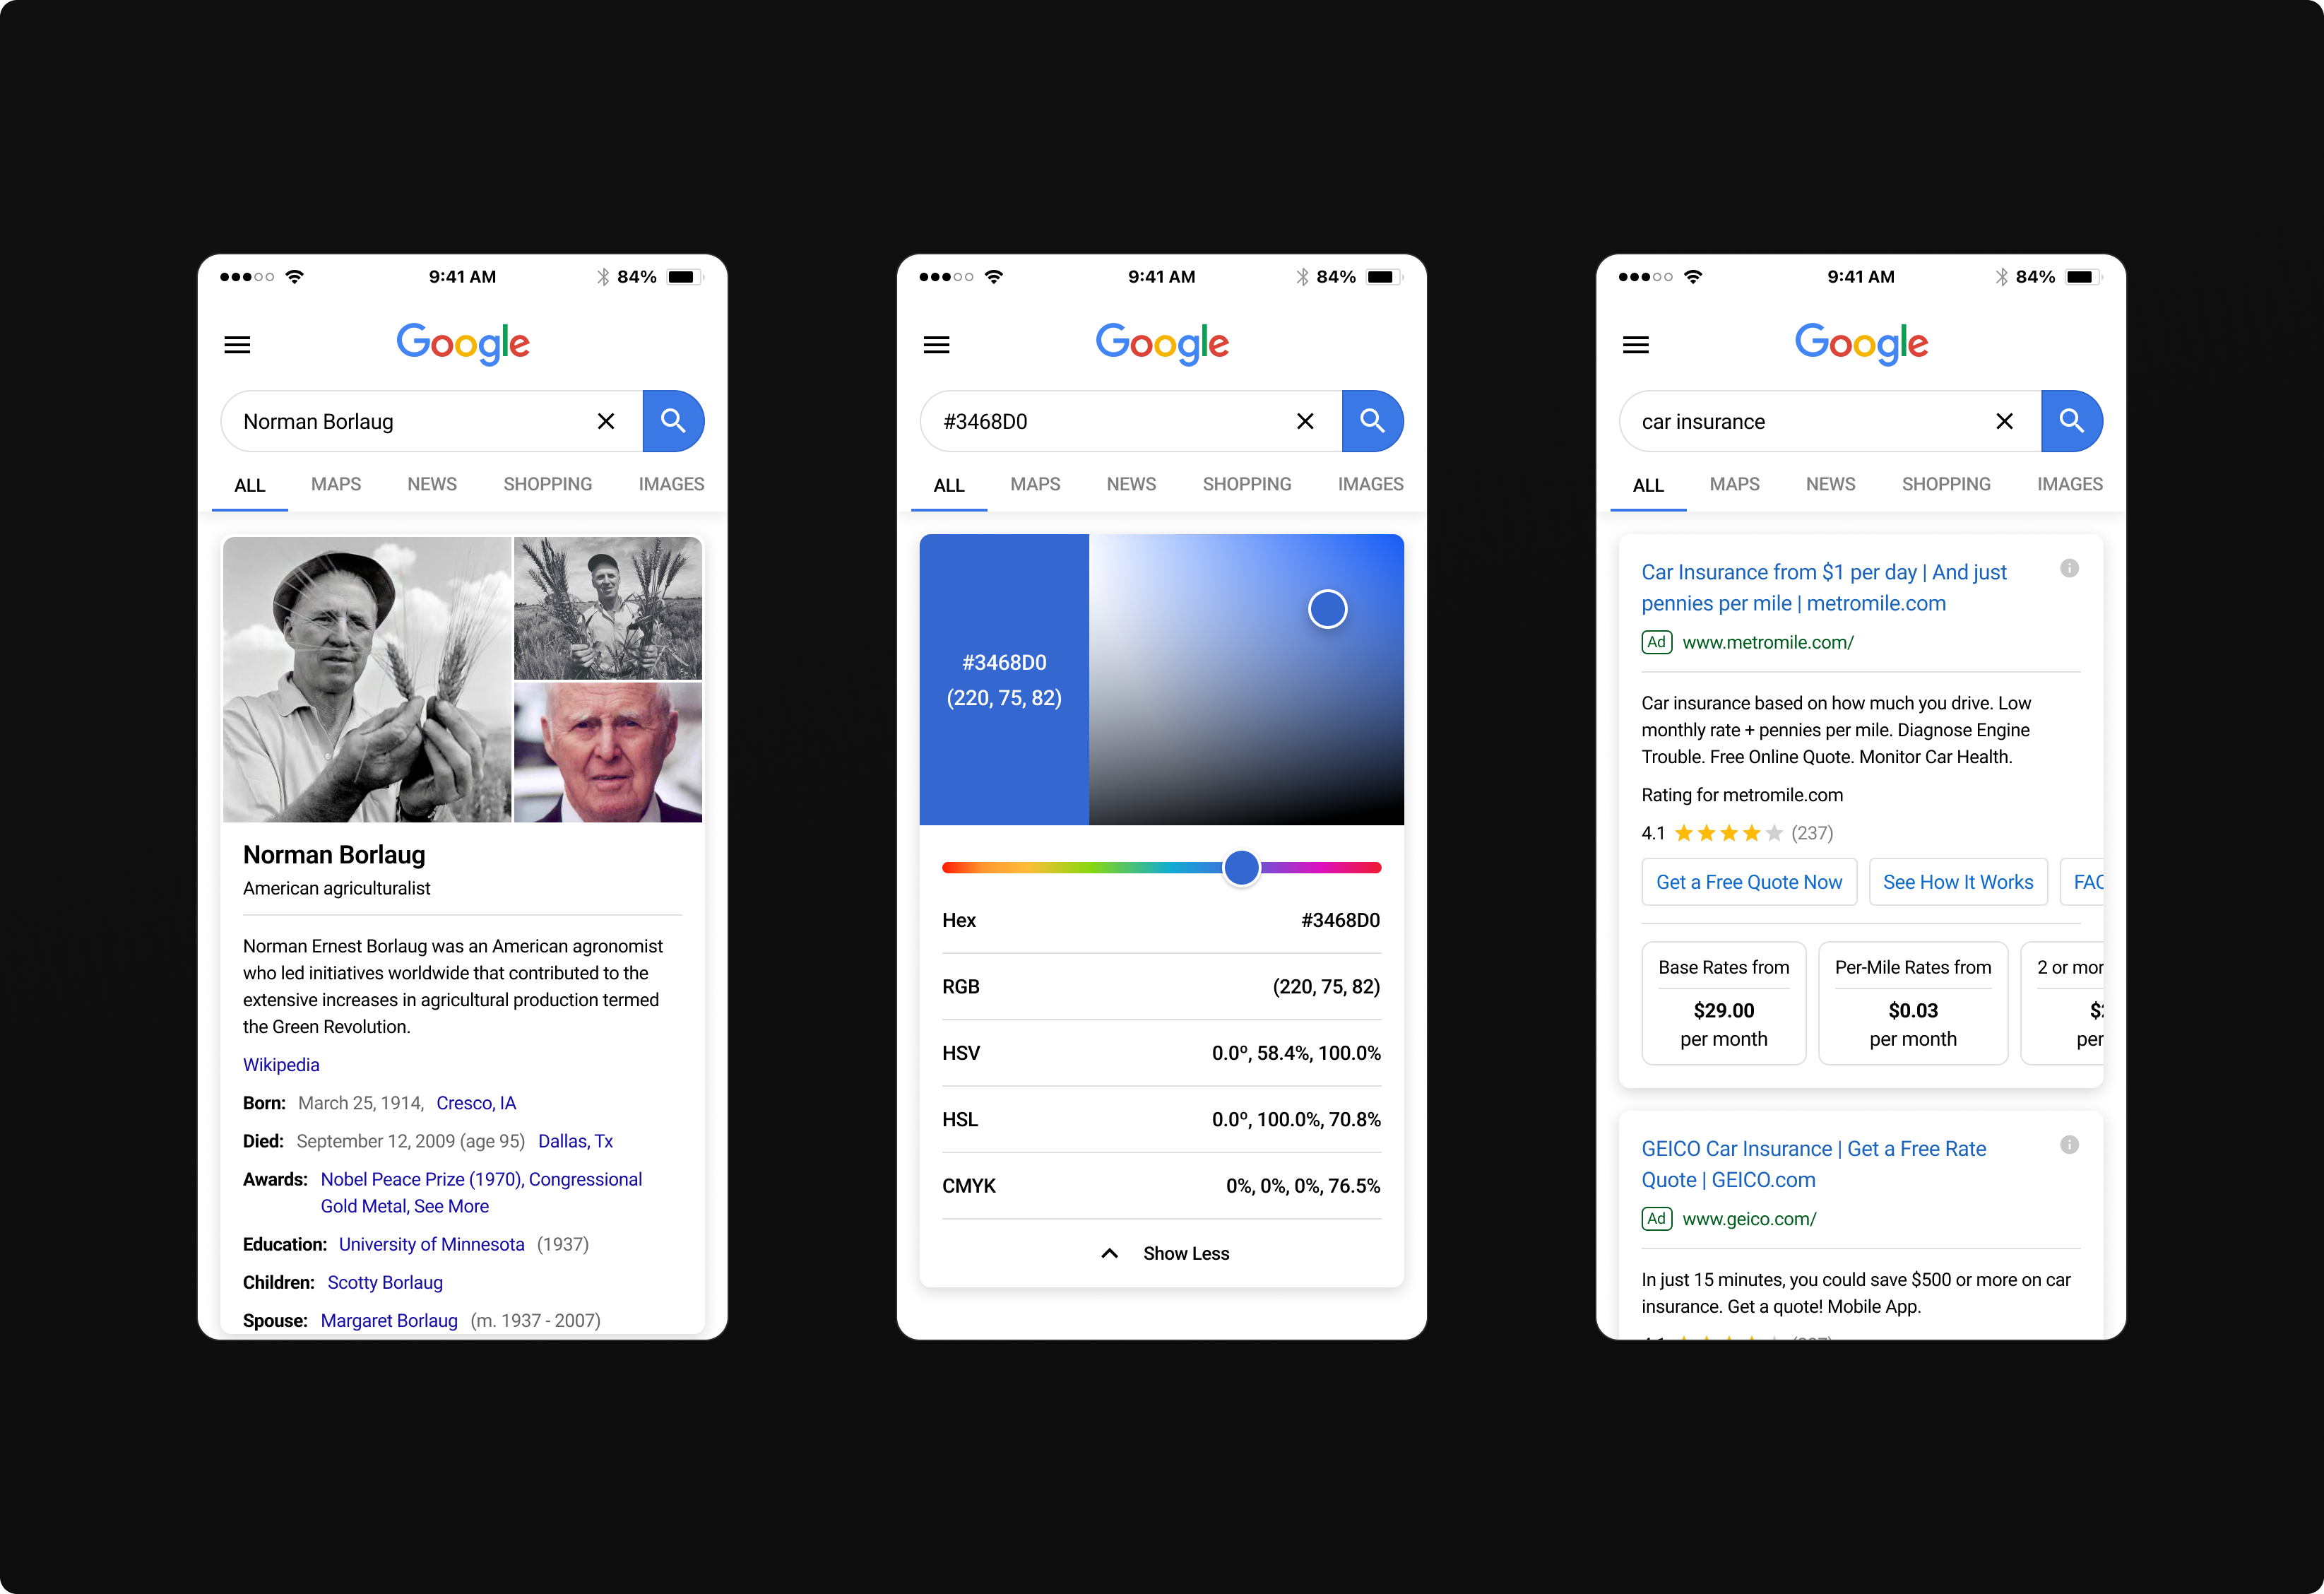 9:41 AM
84%
Google
Norman Borlaug
ALL MAPS NEWS SHOPPING IMAGES
Norman Borlaug
American agriculturalist
Norman Ernest Borlaug was an American agronomist
who led initiatives worldwide that contributed to the
extensive increases in agricultural production termed
the Green Revolution.
Wikipedia
Born: March 25, 1914, Cresco, IA
Died: September 12, 2009 (age 95) Dallas, Tx
Awards: Nobel Peace Prize (1970), Congressional
Gold Metal, See More
Education: University of Minnesota (1937)
Children: Scotty Borlaug
Spouse: Margaret Borlaug (m. 1937 - 2007)
9:41 AM
84%
Google
#3468D0
ALL MAPS NEWS SHOPPING IMAGES
#3468D0
(220, 75, 82)
Hex #3468D0
RGB (220, 75, 82)
HSV 0.0º, 58.4%, 100.0%
HSL 0.0º, 100.0%, 70.8%
CMYK 0%, 0%, 0%, 76.5%
Show Less
9:41 AM
84%
Google
car insurance
ALL MAPS NEWS SHOPPING IMAGES
Car Insurance from $1 per day | And just
pennies per mile | metromile.com
Ad www.metromile.com/
Car insurance based on how much you drive. Low
monthly rate + pennies per mile. Diagnose Engine
Trouble. Free Online Quote. Monitor Car Health.
Rating for metromile.com
4.1 (237)
Get a Free Quote Now See How It Works
Base Rates from
$29.00
per month
Per-Mile Rates from
$0.03
per month
2 or
per
GEICO Car Insurance | Get a Free Rate
Quote | GEICO.com
Ad www.geico.com/
In just 15 minutes, you could save $500 or more on car
insurance. Get a quote! Mobile App.